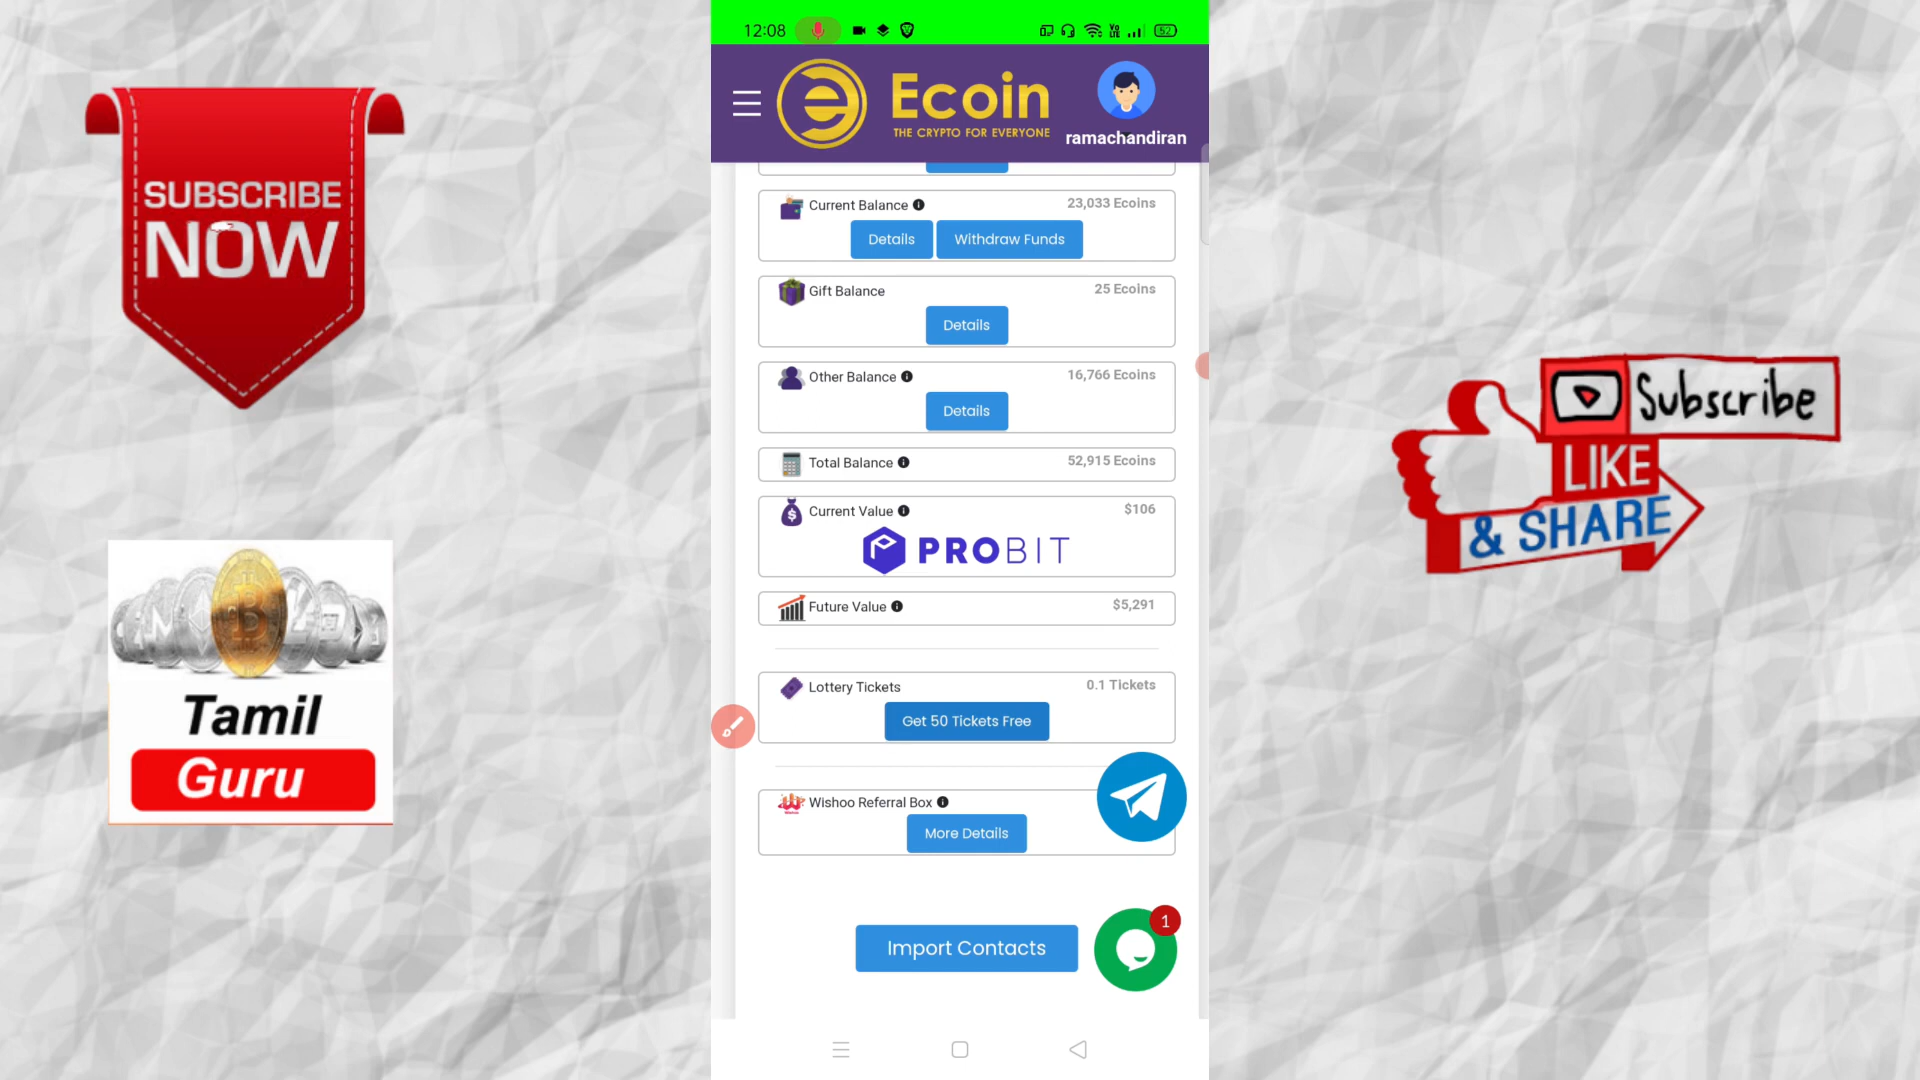 SUBSCRIBE
NOW
Tamil
Guru
12:08
Vo
LTE
52
Ecoin
THE CRYPTO FOR EVERYONE
ramachandiran
Current Balance
23,033 Ecoins
Details
Withdraw Funds
Gift Balance
25 Ecoins
Details
Other Balance
16,766 Ecoins
Details
Total Balance
52,915 Ecoins
Current Value
$106
PROBIT
Future Value
$5,291
Lottery Tickets
0.1 Tickets
Get 50 Tickets Free
Wishoo Referral Box
More Details
Import Contacts
1
Subscribe
LIKE
& SHARE